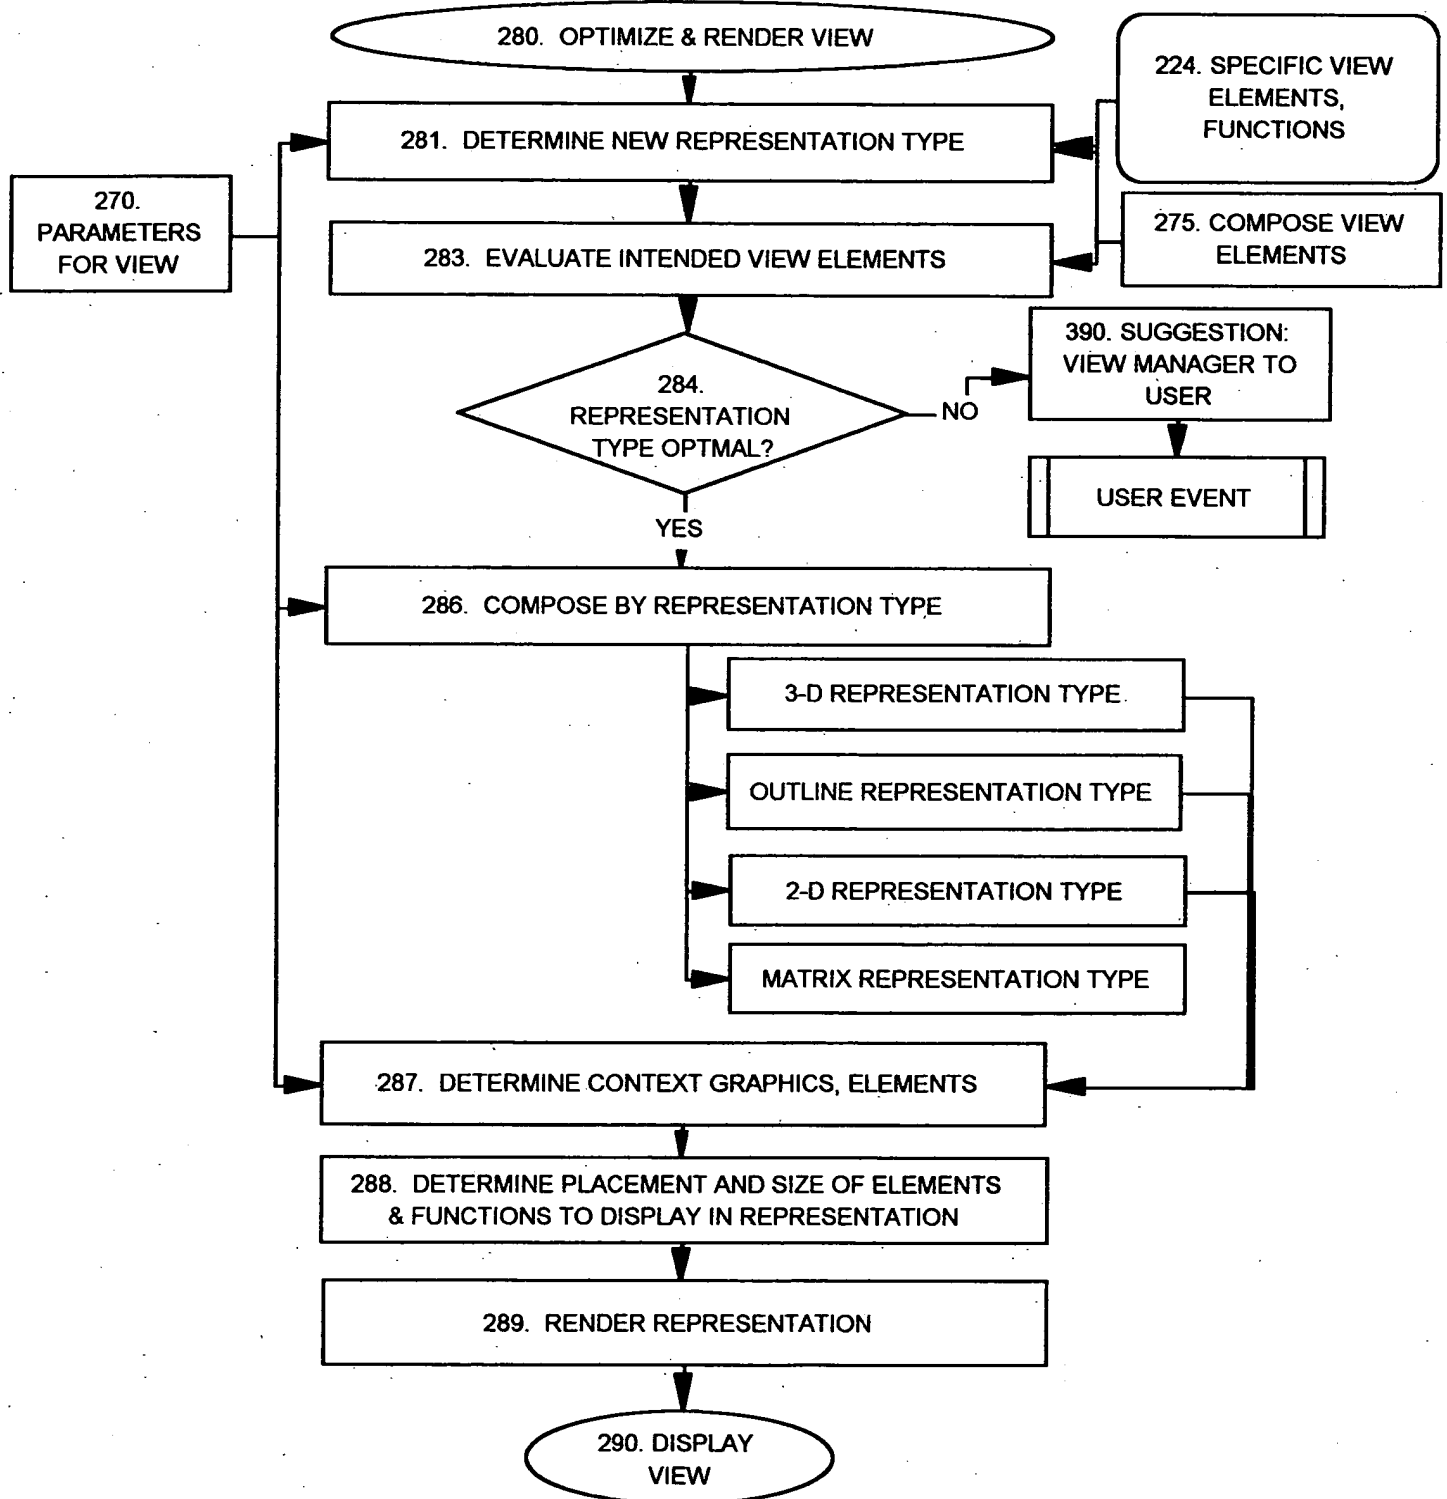 280. OPTIMIZE & RENDER VIEW
224. SPECIFIC VIEW
ELEMENTS,
FUNCTIONS
281. DETERMINE NEW REPRESENTATION TYPE
270.
PARAMETERS
FOR VIEW
275. COMPOSE VIEW
ELEMENTS
283. EVALUATE INTENDED VIEW ELEMENTS
390. SUGGESTION:
VIEW MANAGER TO
USER
284.
REPRESENTATION
TYPE OPTMAL?
NO
USER EVENT
YES
286. COMPOSE BY REPRESENTATION TYPE
3-D REPRESENTATION TYPE
OUTLINE REPRESENTATION TYPE
2-D REPRESENTATION TYPE
MATRIX REPRESENTATION TYPE
287. DETERMINE CONTEXT GRAPHICS, ELEMENTS
288. DETERMINE PLACEMENT AND SIZE OF ELEMENTS
& FUNCTIONS TO DISPLAY IN REPRESENTATION
289. RENDER REPRESENTATION
290. DISPLAY
VIEW